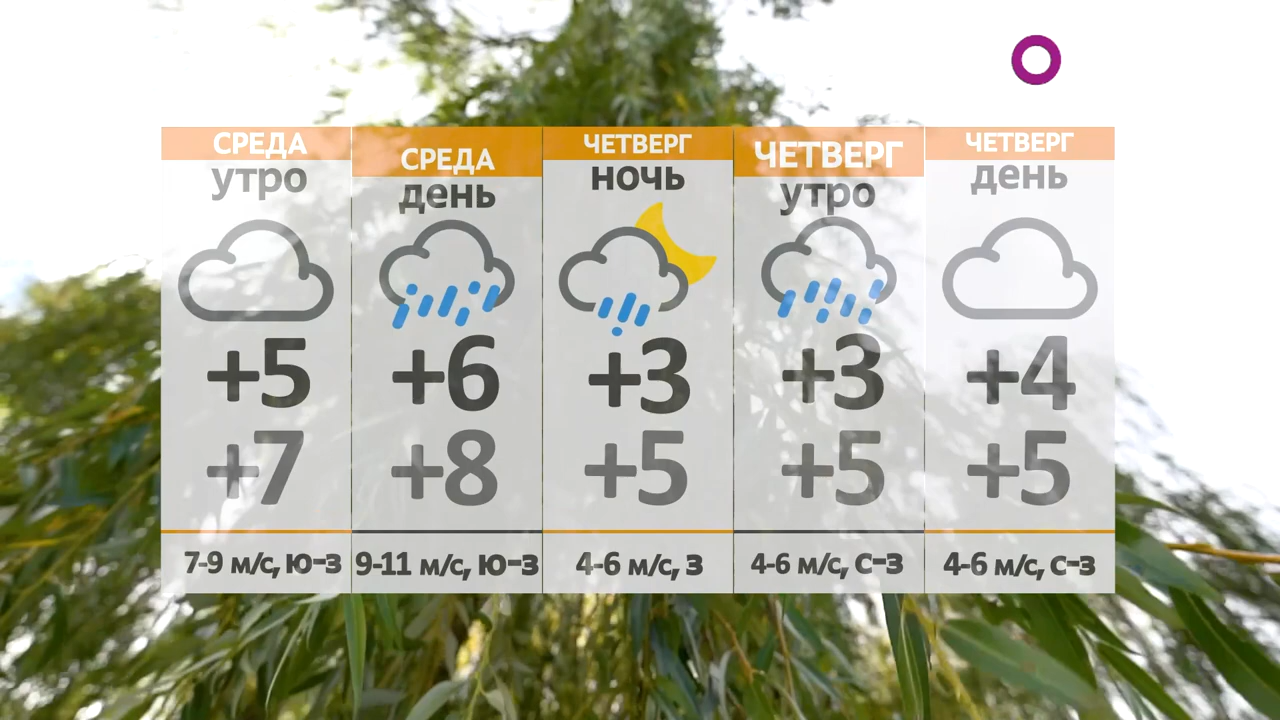 СРЕДА
утро
+5
+7
7-9 м/с, ю-з
СРЕДА
день
+6
+8
9-11 м/с, ю-з
ЧЕТВЕРГ
ночь
+3
+5
4-6 м/с, з
ЧЕТВЕРГ
утро
+3
+5
4-6 м/с, с-з
ЧЕТВЕРГ
день
+4
+5
4-6 м/с, с-з